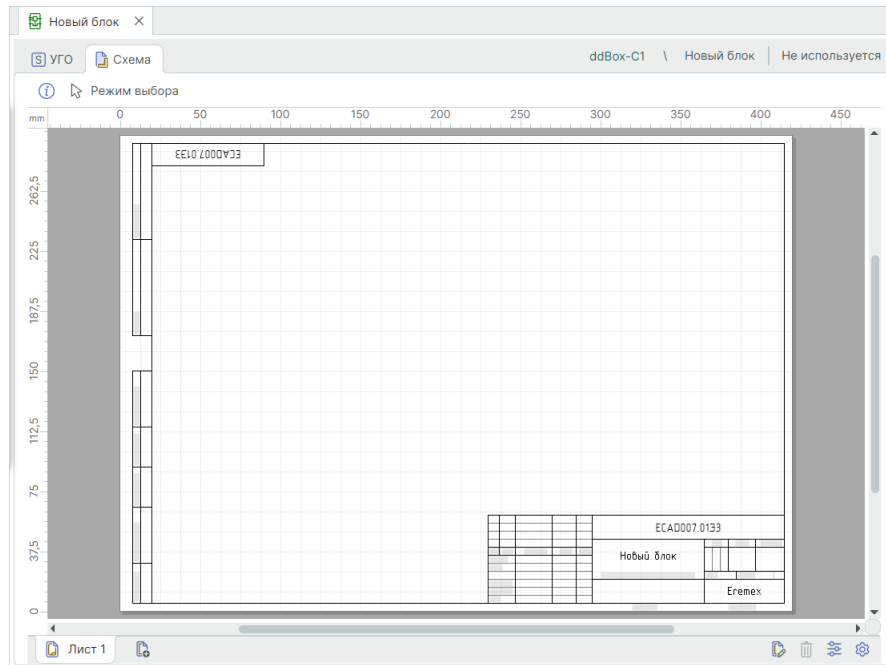 Новый блок
S УГО Схема ddBox-C1 \ Новый блок Не используется
i Режим выбора
mm 0 50 100 150 200 250 300 350 400 450
ECAD007.01ЭЗ
262,5
225
187,5
150
112,5
75
37,5
0
ECAD007.01ЭЗ
Новый блок
Eremex
Лист 1